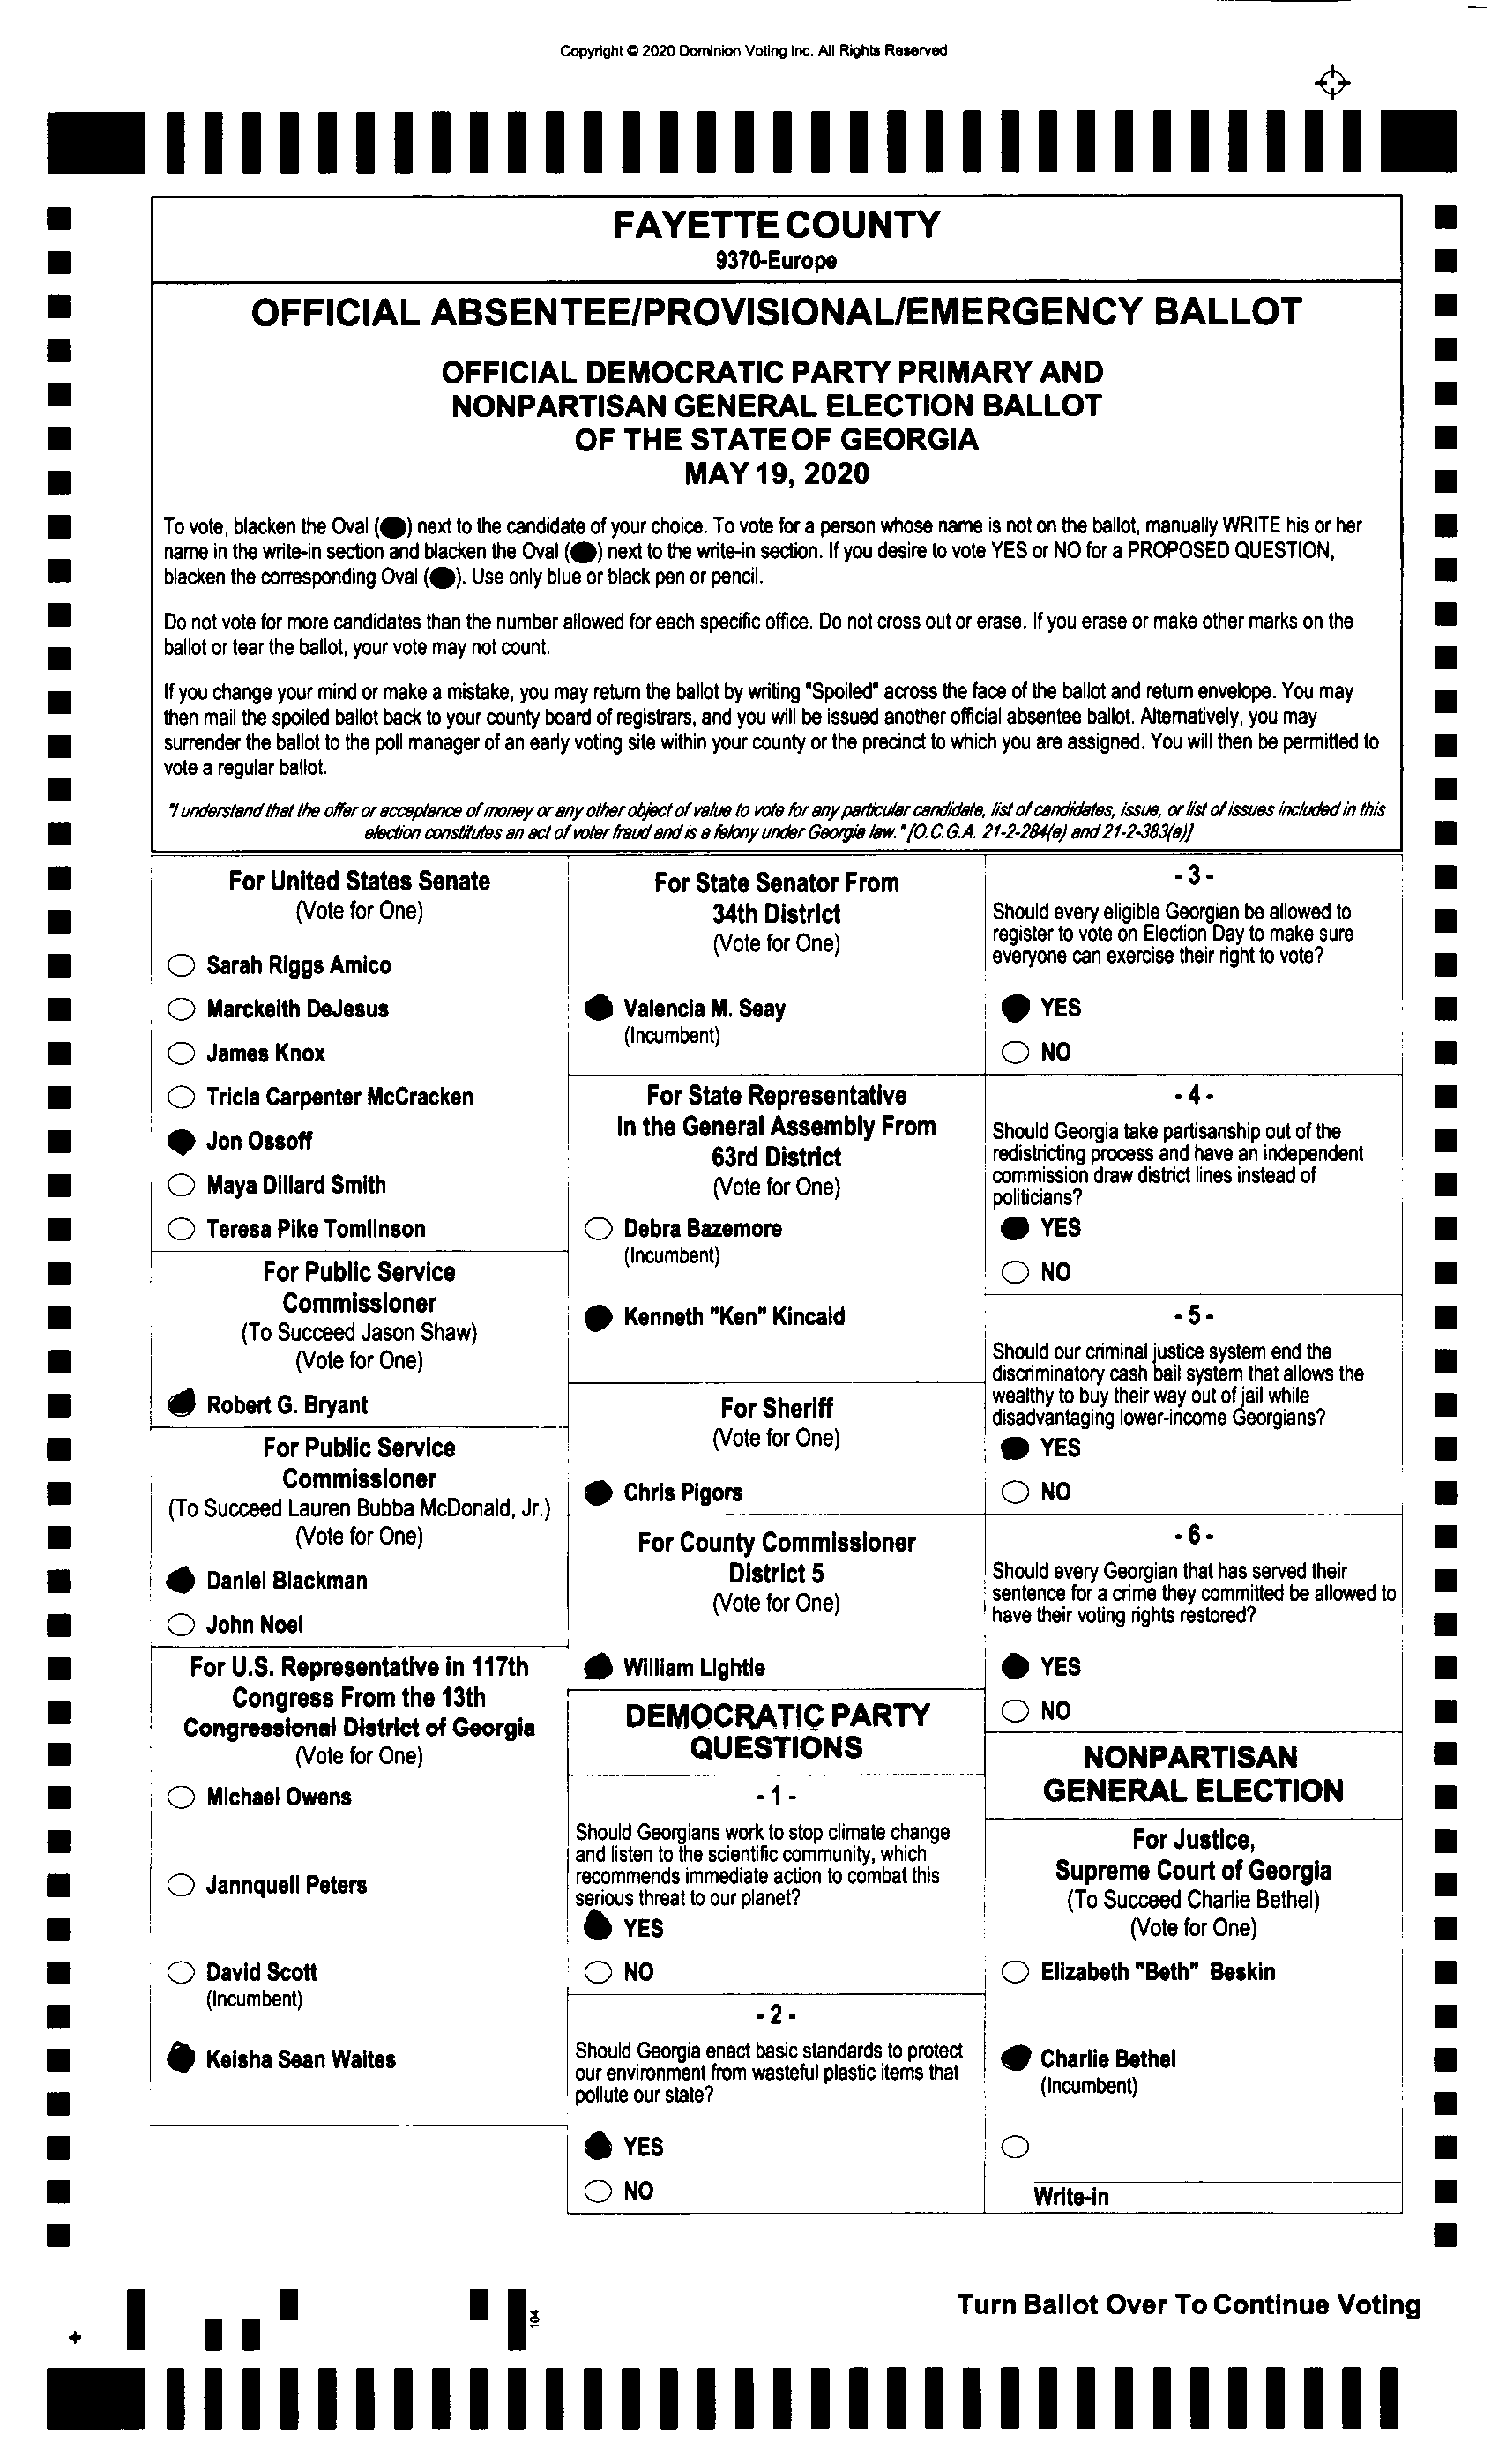 Copyright © 2020 Dominion Voting Inc. All Rights Reserved
FAYETTE COUNTY
9370-Europe
OFFICIAL ABSENTEE/PROVISIONAL/EMERGENCY BALLOT
OFFICIAL DEMOCRATIC PARTY PRIMARY AND
NONPARTISAN GENERAL ELECTION BALLOT
OF THE STATE OF GEORGIA
MAY 19, 2020
To vote, blacken the Oval (●) next to the candidate of your choice. To vote for a person whose name is not on the ballot, manually WRITE his or her
name in the write-in section and blacken the Oval (●) next to the write-in section. If you desire to vote YES or NO for a PROPOSED QUESTION,
blacken the corresponding Oval (●). Use only blue or black pen or pencil.
Do not vote for more candidates than the number allowed for each specific office. Do not cross out or erase. If you erase or make other marks on the
ballot or tear the ballot, your vote may not count.
If you change your mind or make a mistake, you may return the ballot by writing "Spoiled" across the face of the ballot and return envelope. You may
then mail the spoiled ballot back to your county board of registrars, and you will be issued another official absentee ballot. Alternatively, you may
surrender the ballot to the poll manager of an early voting site within your county or the precinct to which you are assigned. You will then be permitted to
vote a regular ballot.
"I understand that the offer or acceptance of money or any other object of value to vote for any particular candidate, list of candidates, issue, or list of issues included in this
election constitutes an act of voter fraud and is a felony under Georgia law." [O.C.G.A. 21-2-284(e) and 21-2-383(a)]
For United States Senate
(Vote for One)
Sarah Riggs Amico
Marckeith DeJesus
James Knox
Tricia Carpenter McCracken
Jon Ossoff
Maya Dillard Smith
Teresa Pike Tomlinson
For Public Service
Commissioner
(To Succeed Jason Shaw)
(Vote for One)
Robert G. Bryant
For Public Service
Commissioner
(To Succeed Lauren Bubba McDonald, Jr.)
(Vote for One)
Daniel Blackman
John Noel
For U.S. Representative in 117th
Congress From the 13th
Congressional District of Georgia
(Vote for One)
Michael Owens
Jannquell Peters
David Scott
(Incumbent)
Keisha Sean Waites
For State Senator From
34th District
(Vote for One)
Valencia M. Seay
(Incumbent)
For State Representative
In the General Assembly From
63rd District
(Vote for One)
Debra Bazemore
(Incumbent)
Kenneth "Ken" Kincaid
For Sheriff
(Vote for One)
Chris Pigors
For County Commissioner
District 5
(Vote for One)
William Lightle
DEMOCRATIC PARTY
QUESTIONS
- 1 -
Should Georgians work to stop climate change
and listen to the scientific community, which
recommends immediate action to combat this
serious threat to our planet?
YES
NO
- 2 -
Should Georgia enact basic standards to protect
our environment from wasteful plastic items that
pollute our state?
YES
NO
- 3 -
Should every eligible Georgian be allowed to
register to vote on Election Day to make sure
everyone can exercise their right to vote?
YES
NO
- 4 -
Should Georgia take partisanship out of the
redistricting process and have an independent
commission draw district lines instead of
politicians?
YES
NO
- 5 -
Should our criminal justice system end the
discriminatory cash bail system that allows the
wealthy to buy their way out of jail while
disadvantaging lower-income Georgians?
YES
NO
- 6 -
Should every Georgian that has served their
sentence for a crime they committed be allowed to
have their voting rights restored?
YES
NO
NONPARTISAN
GENERAL ELECTION
For Justice,
Supreme Court of Georgia
(To Succeed Charlie Bethel)
(Vote for One)
Elizabeth "Beth" Beskin
Charlie Bethel
(Incumbent)
Write-in
Turn Ballot Over To Continue Voting
104